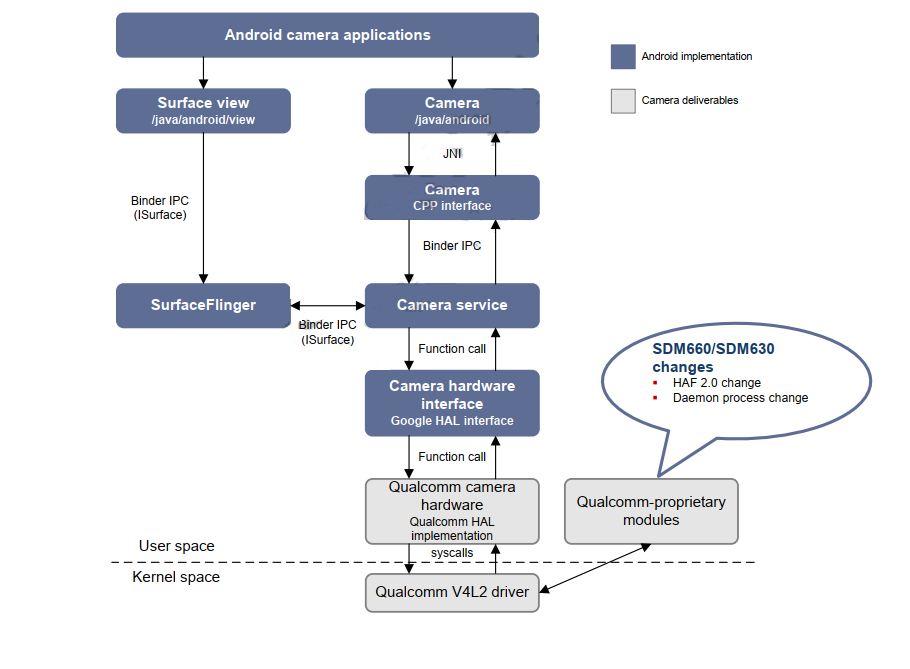 Android camera applications
Android implementation
Surface view
/java/android/view
Camera
/java/android
Camera deliverables
JNI
Camera
CPP interface
Binder IPC
(ISurface)
Binder IPC
SurfaceFlinger
Camera service
Binder IPC
(ISurface)
Function call
SDM660/SDM630
changes
▪ HAF 2.0 change
▪ Daemon process change
Camera hardware
interface
Google HAL interface
Function call
Qualcomm camera
hardware
Qualcomm HAL
implementation
Qualcomm-proprietary
modules
User space
syscalls
Kernel space
Qualcomm V4L2 driver